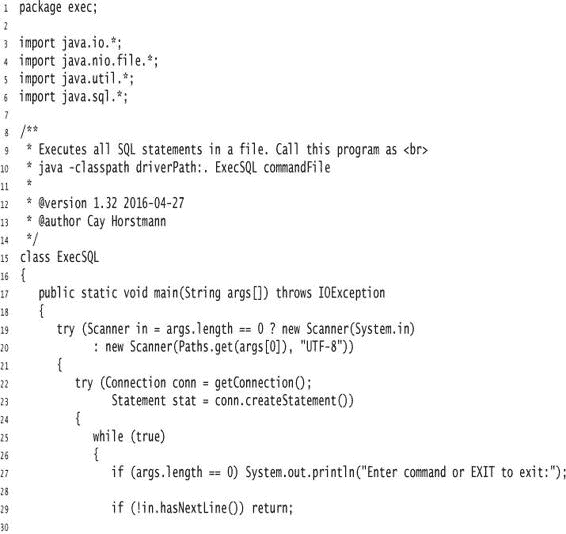 1 package exec;
2
3 import java.io.*;
4 import java.nio.file.*;
5 import java.util.*;
6 import java.sql.*;
7
8 /**
9  * Executes all SQL statements in a file. Call this program as <br>
10  * java -classpath driverPath:. ExecSQL commandFile
11  *
12  * @version 1.32 2016-04-27
13  * @author Cay Horstmann
14  */
15 class ExecSQL
16 {
17    public static void main(String args[]) throws IOException
18    {
19       try (Scanner in = args.length == 0 ? new Scanner(System.in)
20             : new Scanner(Paths.get(args[0]), "UTF-8"))
21       {
22          try (Connection conn = getConnection();
23                Statement stat = conn.createStatement())
24          {
25             while (true)
26             {
27                if (args.length == 0) System.out.println("Enter command or EXIT to exit:");
28
29                if (!in.hasNextLine()) return;
30